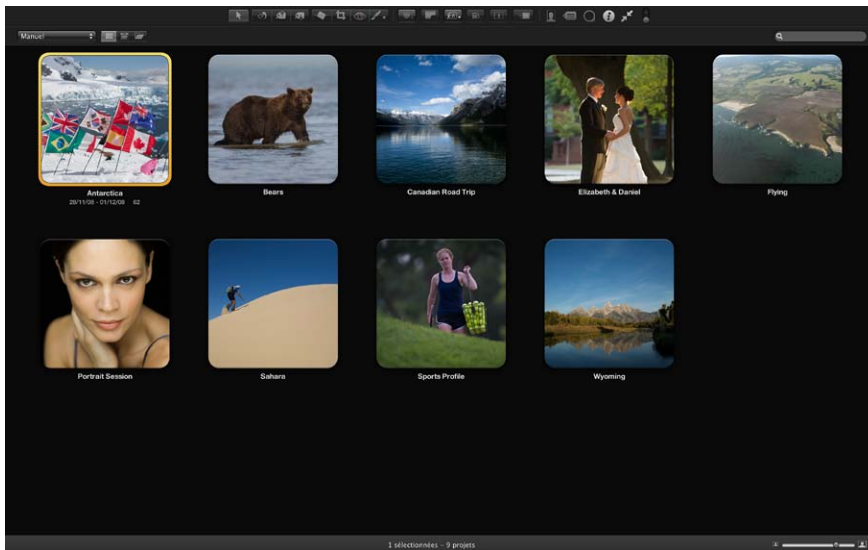 Manuel
Antarctica
Bears
Canadian Road Trip
Elizabeth & Daniel
Flying
28/11/08 - 01/12/08 62
Portrait Session
Sahara
Sports Profile
Wyoming
1 sélectionnées - 9 projets